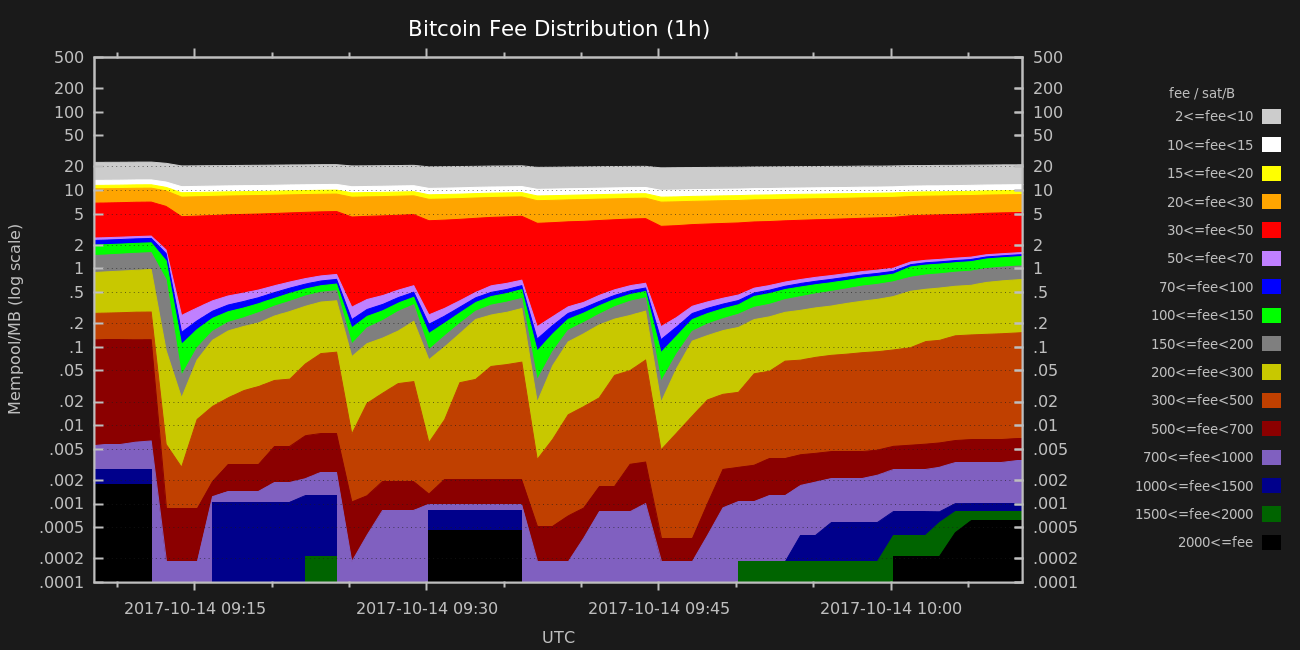 Bitcoin Fee Distribution (1h)
Mempool/MB (log scale)
500
200
100
50
20
10
5
2
1
.5
.2
.1
.05
.02
.01
.005
.002
.001
.0005
.0002
.0001
500
200
100
50
20
10
5
2
1
.5
.2
.1
.05
.02
.01
.005
.002
.001
.0005
.0002
.0001
2017-10-14 09:15 2017-10-14 09:30 2017-10-14 09:45 2017-10-14 10:00
UTC
fee / sat/B
2<=fee<10
10<=fee<15
15<=fee<20
20<=fee<30
30<=fee<50
50<=fee<70
70<=fee<100
100<=fee<150
150<=fee<200
200<=fee<300
300<=fee<500
500<=fee<700
700<=fee<1000
1000<=fee<1500
1500<=fee<2000
2000<=fee